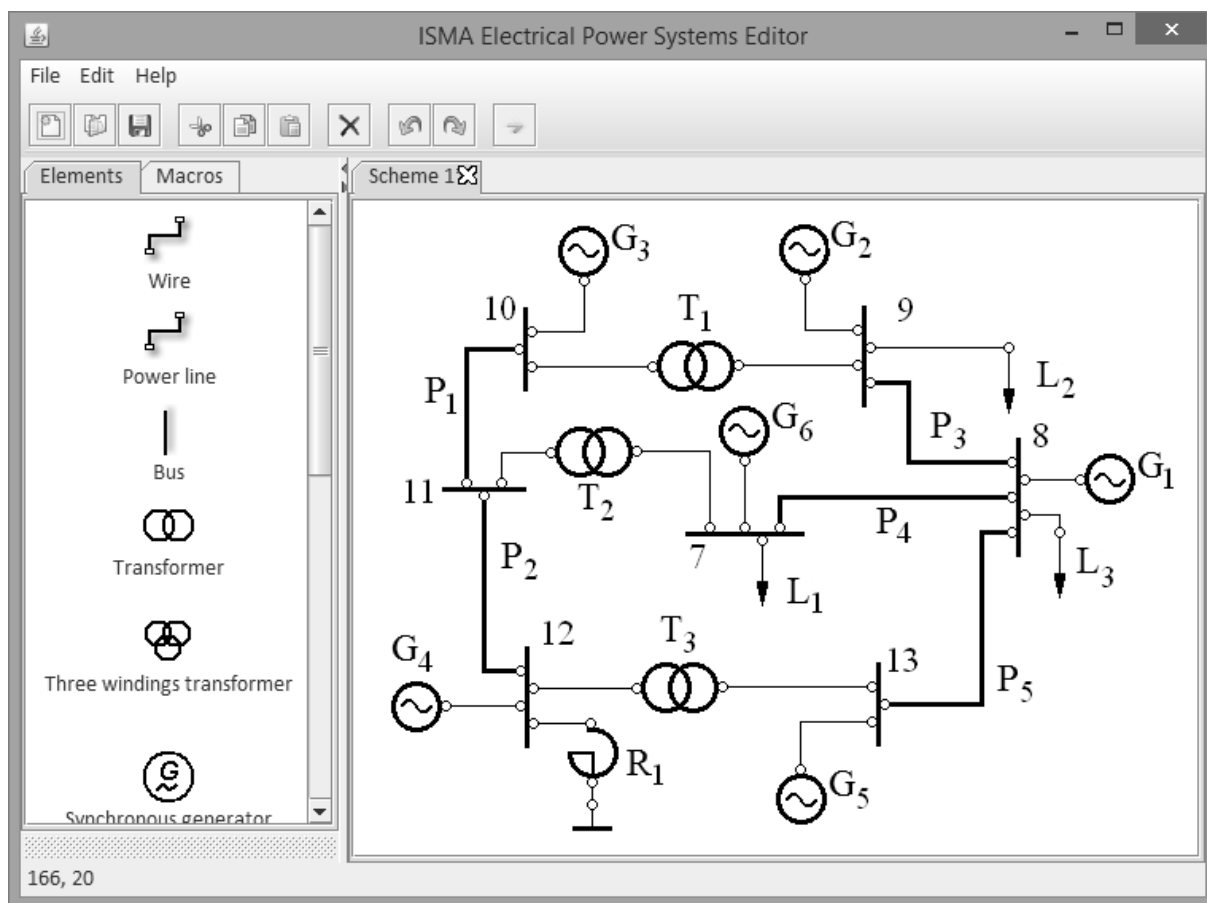 ISMA Electrical Power Systems Editor
File Edit Help
Elements Macros
Scheme 1
Wire
Power line
Bus
Transformer
Three windings transformer
G
Synchronous generator
G3
G2
10
T1
9
L2
P1
G6
P3
8
11
T2
G1
P4
7
P2
L3
L1
12
T3
13
G4
P5
R1
G5
166, 20